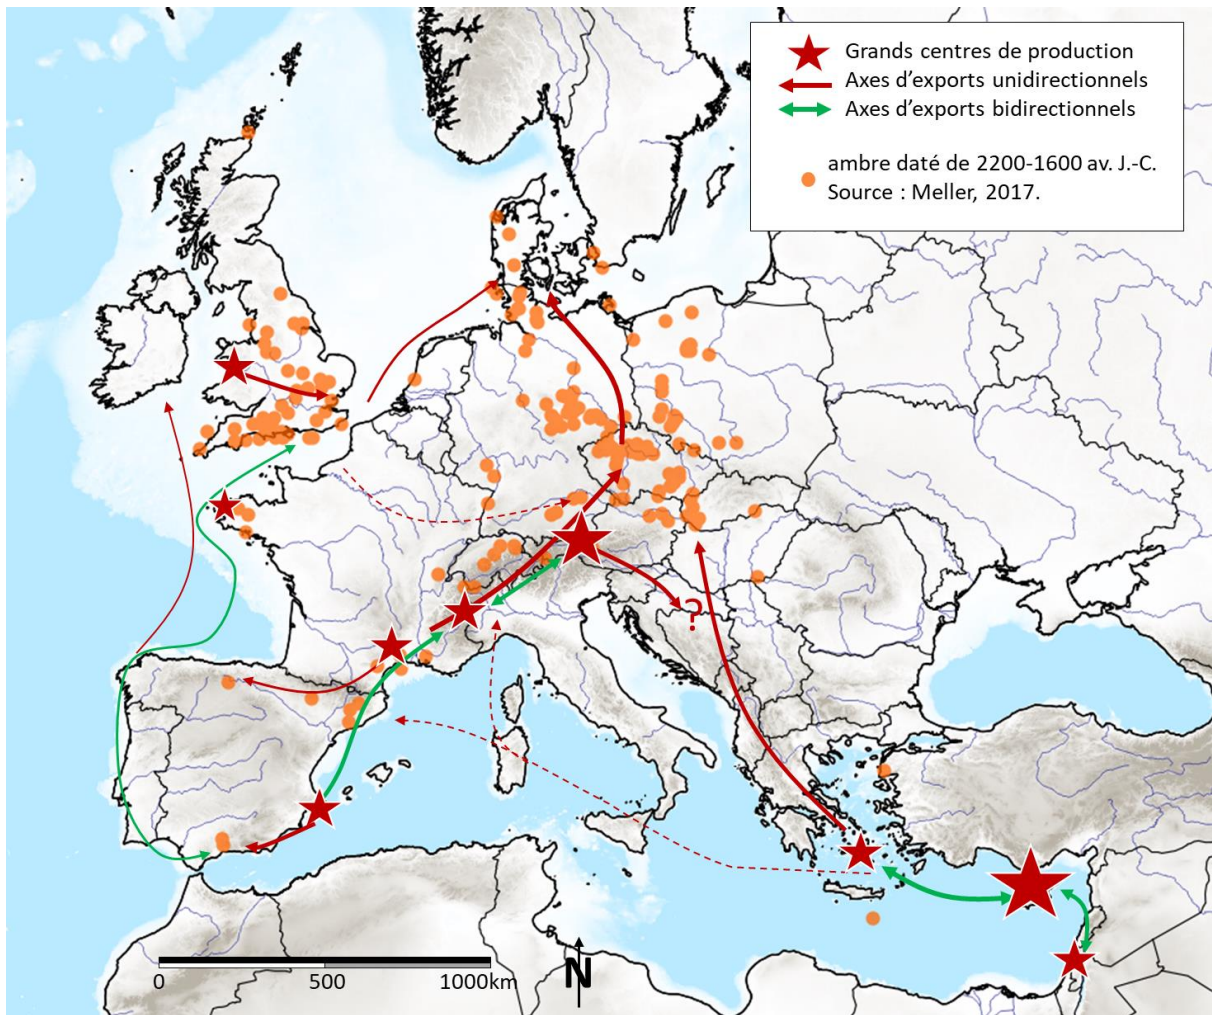 Grands centres de production
Axes d’exports unidirectionnels
Axes d’exports bidirectionnels
ambre daté de 2200-1600 av. J.-C.
Source : Meller, 2017.
?
0 500 1000km
N